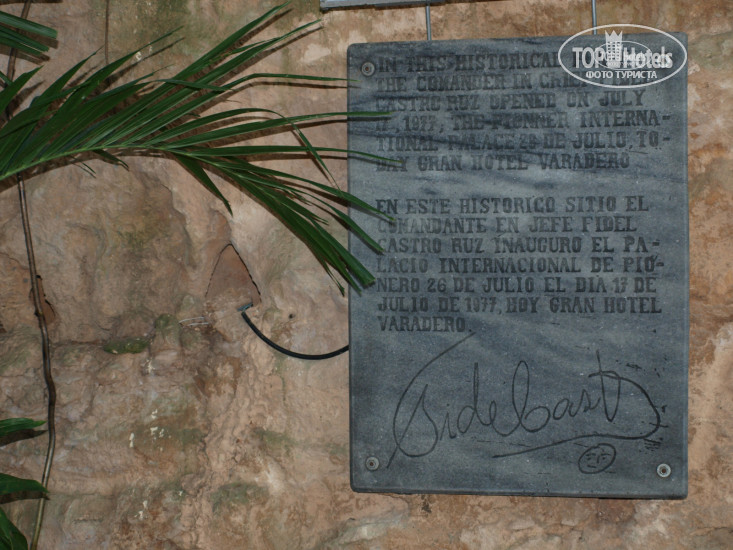 IN THIS HISTORICAL
THE COMANDER IN CHIEF
CASTRO RUZ OPENED ON JULY
17, 1977, THE PIONNER INTERNA-
TIONAL PALACE 26 DE JULIO, TO-
DAY GRAN HOTEL VARADERO
EN ESTE HISTORICO SITIO EL
COMANDANTE EN JEFE FIDEL
CASTRO RUZ INAUGURO EL PA-
LACIO INTERNACIONAL DE PIO-
NERO 26 DE JULIO EL DIA 17 DE
JULIO DE 1977, HOY GRAN HOTEL
VARADERO.
Fidel Castro
TOPHotels
ФОТО ТУРИСТА